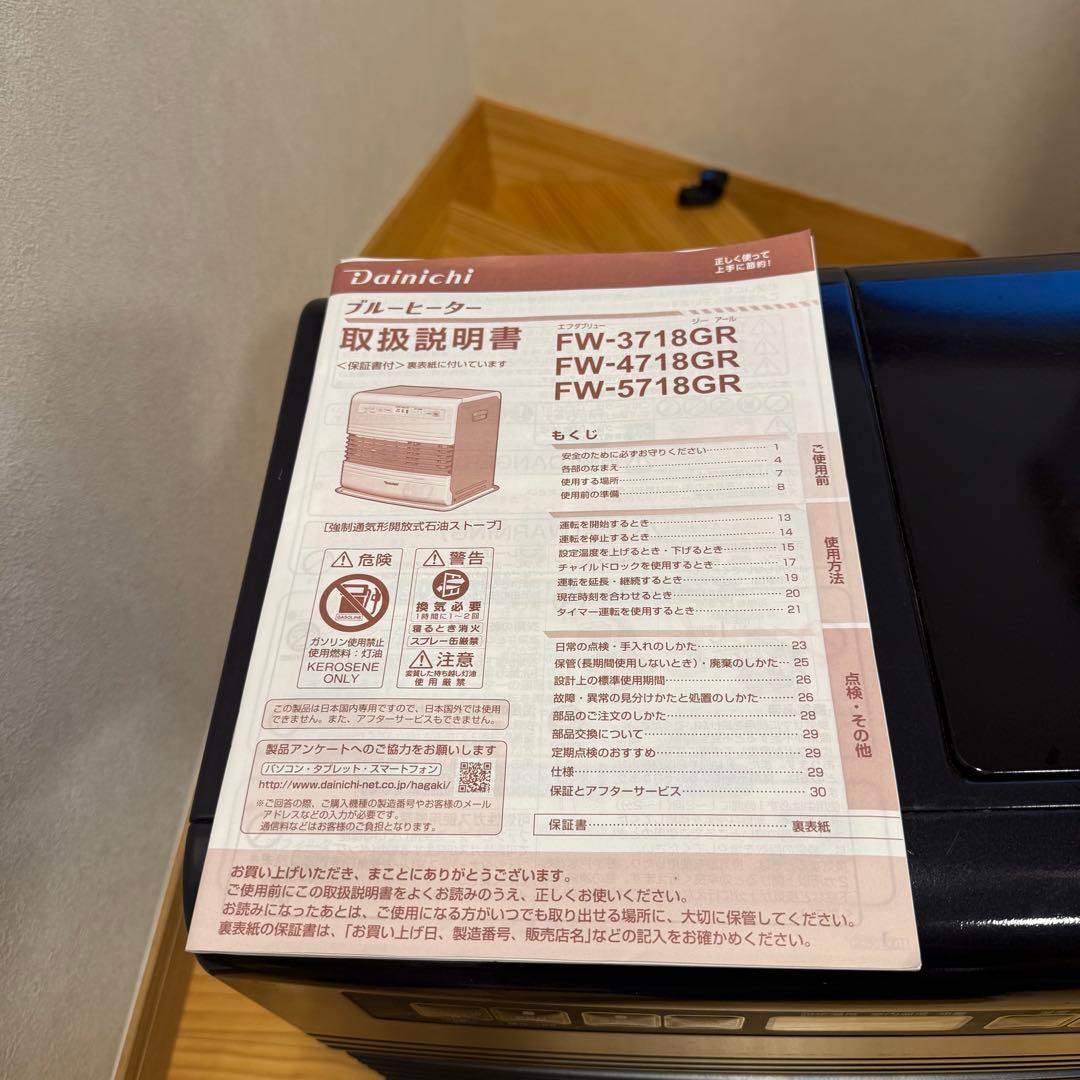 Dainichi
正しく使って
上手に節約！
ブルーヒーター
取扱説明書
＜保証書付＞裏表紙に付いています
エフダブリュー ジー アール
FW-3718GR
FW-4718GR
FW-5718GR
［強制通気形開放式石油ストーブ］
危険
GASOLINE
ガソリン使用禁止
使用燃料：灯油
KEROSENE
ONLY
警告
換気必要
1時間に1～2回
寝るとき消火
スプレー缶厳禁
注意
変質した持ち越し灯油
使用厳禁
この製品は日本国内専用ですので、日本国外では使用
できません。また、アフターサービスもできません。
製品アンケートへのご協力をお願いします
パソコン・タブレット・スマートフォン
http://www.dainichi-net.co.jp/hagaki/
※ご回答の際、ご購入機種の製造番号やお客様のメール
アドレスなどの入力が必要です。
通信料などはお客様のご負担となります。
もくじ
安全のために必ずお守りください 1
各部のなまえ 4
使用する場所 7
使用前の準備 8
ご使用前
運転を開始するとき 13
運転を停止するとき 14
設定温度を上げるとき・下げるとき 15
チャイルドロックを使用するとき 17
運転を延長・継続するとき 19
現在時刻を合わせるとき 20
タイマー運転を使用するとき 21
使用方法
日常の点検・手入れのしかた 23
保管(長期間使用しないとき)・廃棄のしかた 25
設計上の標準使用期間 26
故障・異常の見分けかたと処置のしかた 26
部品のご注文のしかた 28
部品交換について 29
定期点検のおすすめ 29
仕様 29
保証とアフターサービス 30
点検・その他
保証書 裏表紙
お買い上げいただき、まことにありがとうございます。
ご使用前にこの取扱説明書をよくお読みのうえ、正しくお使いください。
お読みになったあとは、ご使用になる方がいつでも取り出せる場所に、大切に保管してください。
裏表紙の保証書は、「お買い上げ日、製造番号、販売店名」などの記入をお確かめください。